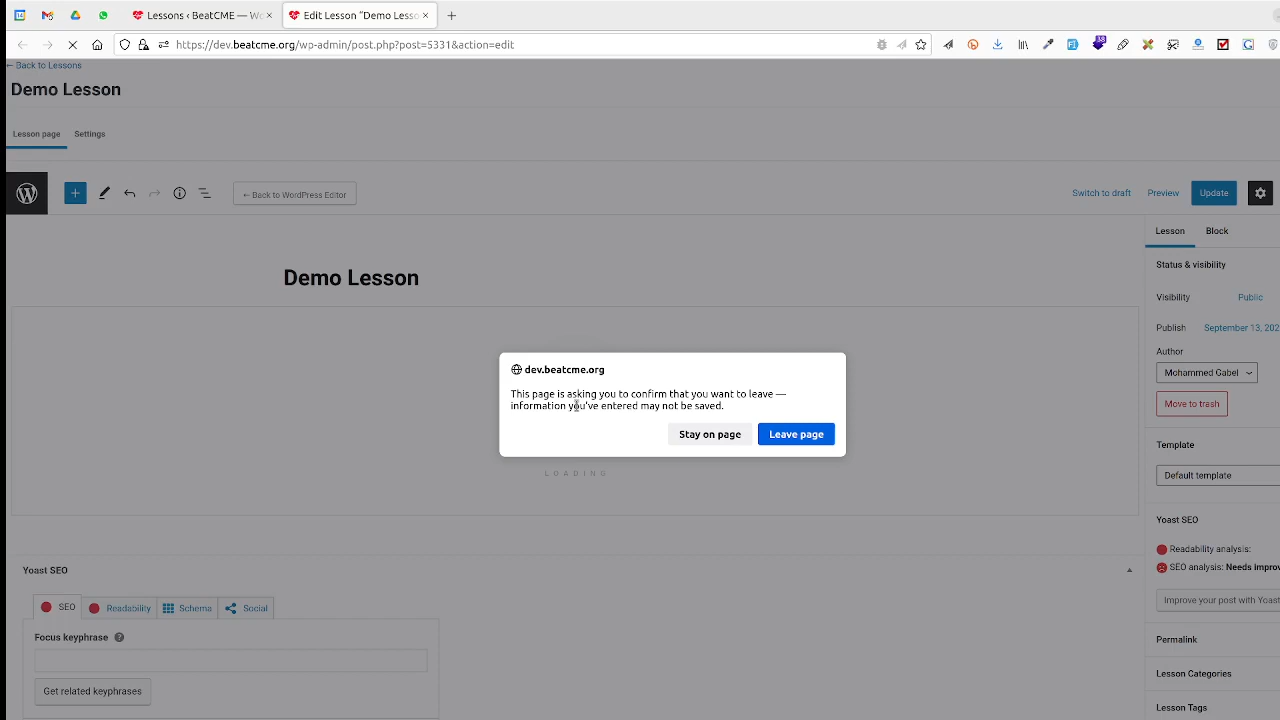 Lessons ‹ BeatCME — Wo
Edit Lesson "Demo Lesso
https://dev.beatcme.org/wp-admin/post.php?post=5331&action=edit
← Back to Lessons
Demo Lesson
Lesson page
Settings
← Back to WordPress Editor
Switch to draft
Preview
Update
Lesson
Block
Demo Lesson
Status & visibility
Visibility
Public
Publish
September 13, 202
Author
Mohammed Gabel
Move to trash
dev.beatcme.org
This page is asking you to confirm that you want to leave —
information you've entered may not be saved.
Stay on page
Leave page
LOADING
Template
Default template
Yoast SEO
Readability analysis:
SEO analysis: Needs improv
Improve your post with Yoast
Permalink
Lesson Categories
Lesson Tags
Yoast SEO
SEO
Readability
Schema
Social
Focus keyphrase
Get related keyphrases